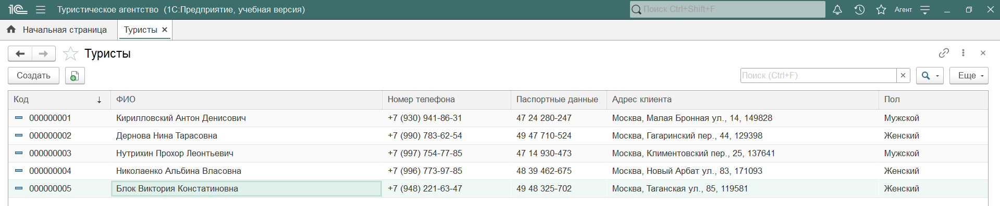 1С Туристическое агентство (1С:Предприятие, учебная версия) Поиск Ctrl+Shift+F Агент
Начальная страница Туристы
Туристы
Создать Поиск (Ctrl+F) Еще
Код ФИО Номер телефона Паспортные данные Адрес клиента Пол
000000001 Кирилловский Антон Денисович +7 (930) 941-86-31 47 24 280-247 Москва, Малая Бронная ул., 14, 149828 Мужской
000000002 Дернова Нина Тарасовна +7 (990) 783-62-54 49 47 710-524 Москва, Гагаринский пер., 44, 129398 Женский
000000003 Нутрихин Прохор Леонтьевич +7 (997) 754-77-85 47 14 930-473 Москва, Климентовский пер., 25, 137641 Мужской
000000004 Николаенко Альбина Власовна +7 (996) 773-97-85 48 39 462-675 Москва, Новый Арбат ул., 83, 171093 Женский
000000005 Блок Виктория Констатиновна +7 (948) 221-63-47 49 48 325-702 Москва, Таганская ул., 85, 119581 Женский